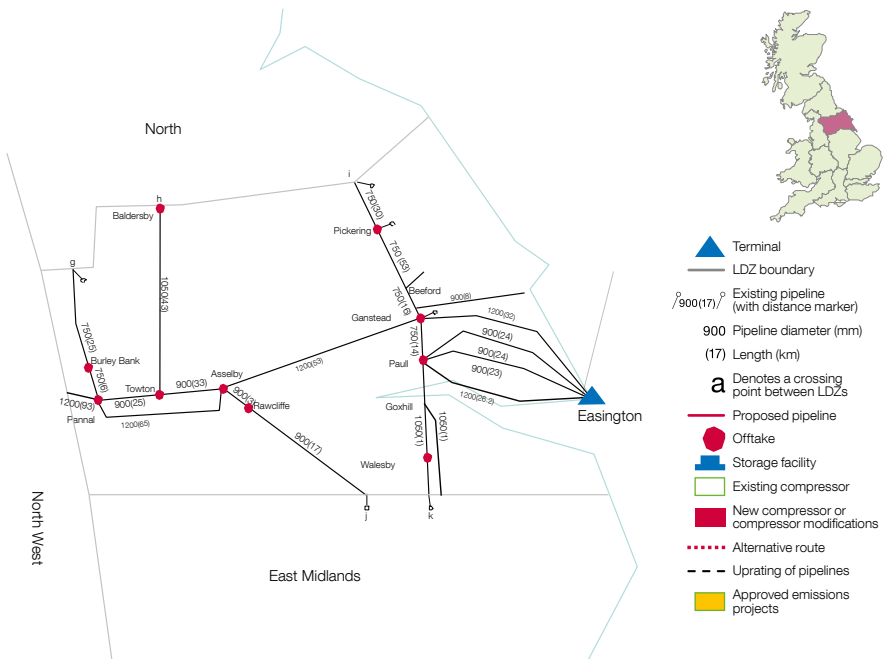 North
i
750(30)
h
Baldersby
Pickering
750 (53)
g
1050(43)
Beeford
900(8)
750(16)
Ganstead
1200(32)
750(14)
900(24)
900(24)
900(23)
Paull
1200(26.2)
Easington
750(25)
Burley Bank
750(6)
Asselby
1200(53)
Towton
900(33)
900(3)
Rawcliffe
1200(93)
900(25)
Pannal
1200(65)
Goxhill
1050(1)
1050(1)
900(17)
Walesby
North West
j
k
East Midlands
Terminal
LDZ boundary
900(17)
Existing pipeline
(with distance marker)
900
Pipeline diameter (mm)
(17)
Length (km)
a
Denotes a crossing
point between LDZs
Proposed pipeline
Offtake
Storage facility
Existing compressor
New compressor or
compressor modifications
Alternative route
Uprating of pipelines
Approved emissions
projects